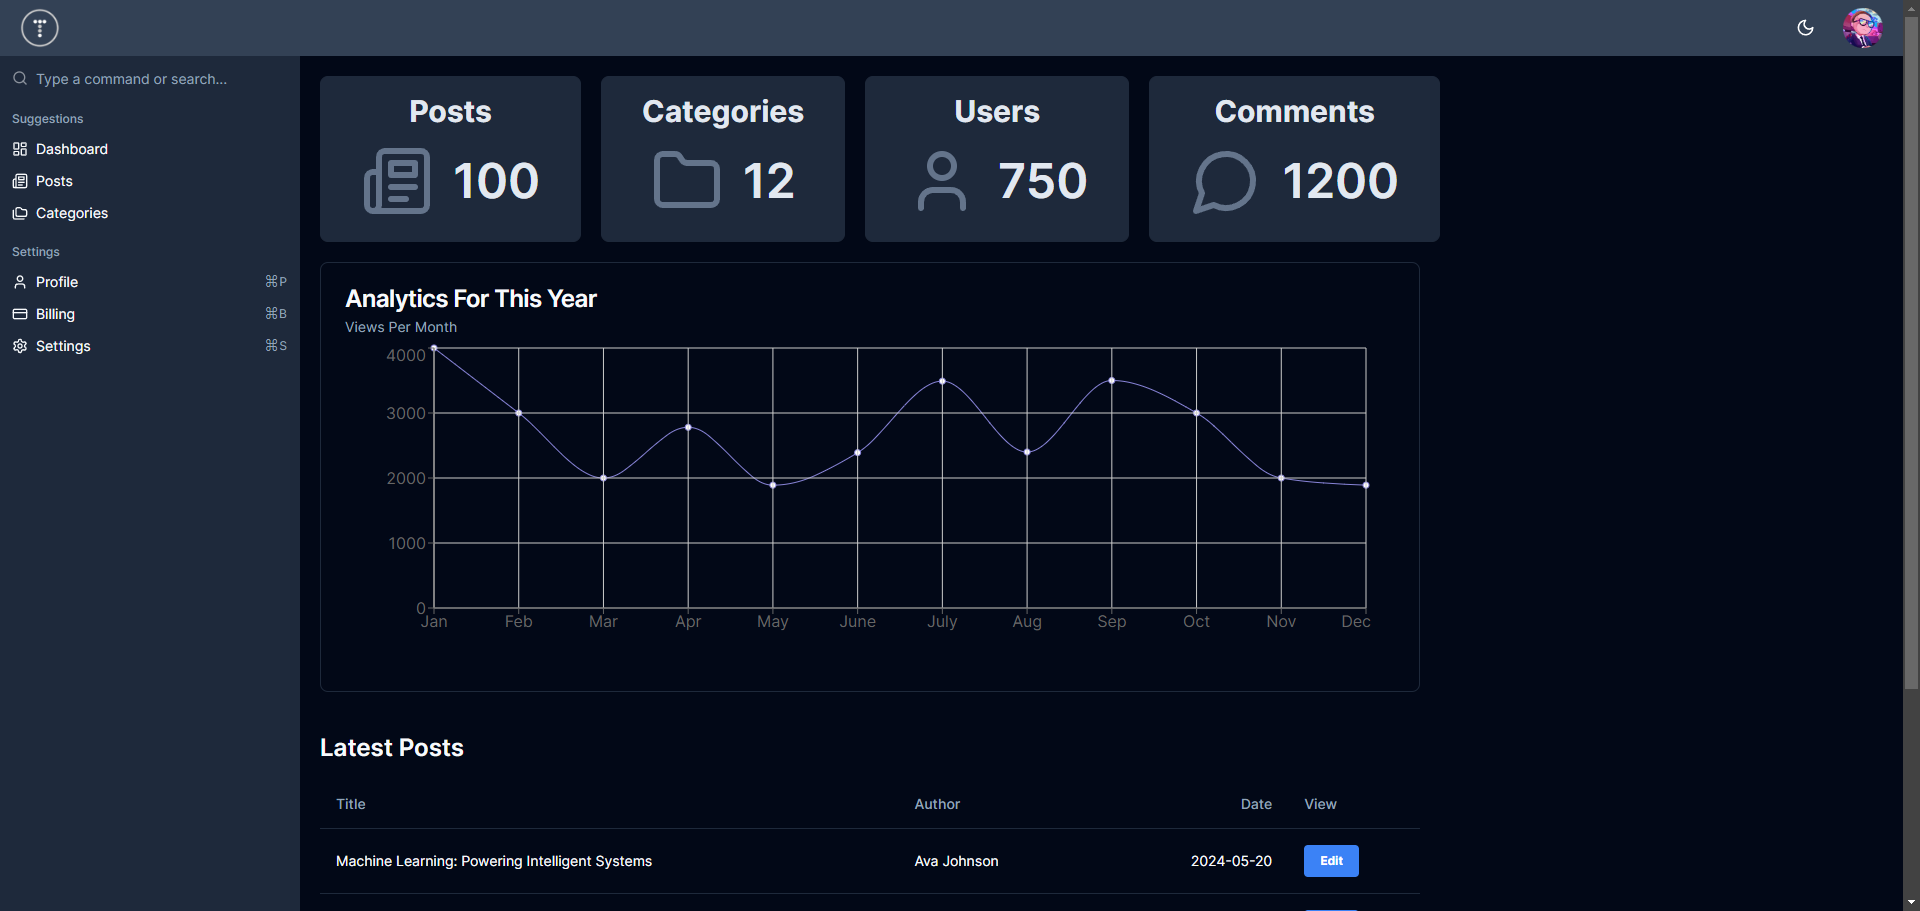 Type a command or search...
Suggestions
Dashboard
Posts
Categories
Settings
Profile ⌘P
Billing ⌘B
Settings ⌘S
Posts
100
Categories
12
Users
750
Comments
1200
Analytics For This Year
Views Per Month
4000
3000
2000
1000
0
Jan Feb Mar Apr May June July Aug Sep Oct Nov Dec
Latest Posts
Title Author Date View
Machine Learning: Powering Intelligent Systems Ava Johnson 2024-05-20 Edit